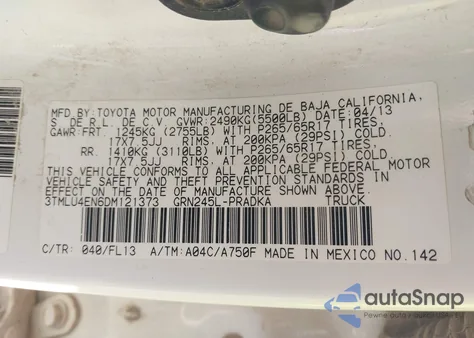 MFD.BY:TOYOTA MOTOR MANUFACTURING DE BAJA CALIFORNIA,
S DE R.L. DE C.V. GVWR:2490KG(5500LB) DATE:04/13
GAWR:FRT. 1245KG (2755LB) WITH P265/65R17 TIRES,
17X7.5JJ RIMS, AT 200KPA (29PSI) COLD.
RR. 1410KG (3110LB) WITH P265/65R17 TIRES,
17X7.5JJ RIMS, AT 200KPA (29PSI) COLD.
THIS VEHICLE CONFORMS TO ALL APPLICABLE FEDERAL MOTOR
VEHICLE SAFETY STANDARDS IN EFFECT ON
THE DATE OF MANUFACTURE SHOWN ABOVE.
3TMLU4EN6DM121373 GRN245L-PRADKA TRUCK
C/TR: 040/FL13 A/TM:A04C/A750F MADE IN MEXICO NO.142
autoSnap
Pewne auta i zakupy z USA